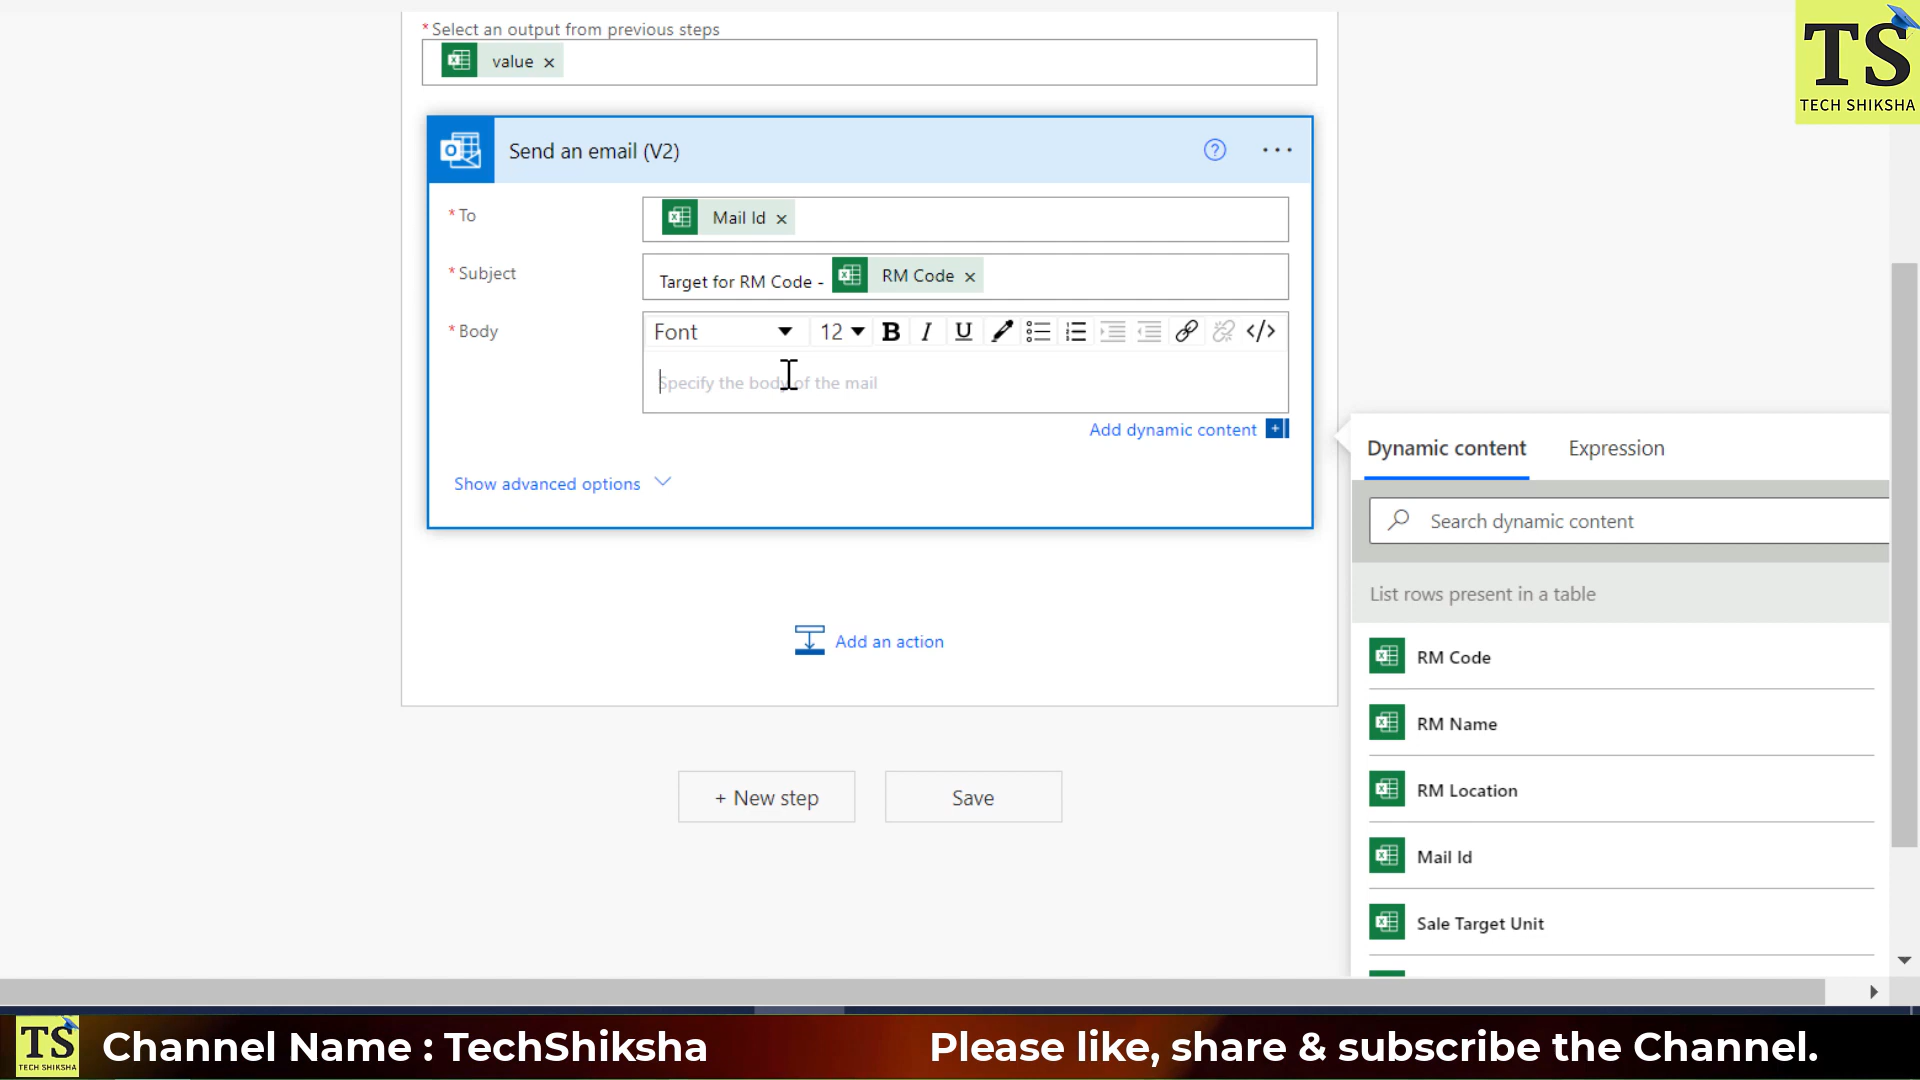 * Select an output from previous steps
value ×
TS
TECH SHIKSHA
Send an email (V2)
* To
Mail Id ×
* Subject
Target for RM Code - RM Code ×
* Body
Font 12 B I U </>
Specify the body of the mail
Add dynamic content +
Show advanced options
Dynamic content Expression
Search dynamic content
List rows present in a table
RM Code
RM Name
RM Location
Mail Id
Sale Target Unit
Add an action
+ New step
Save
TS
TECH SHIKSHA
Channel Name : TechShiksha
Please like, share & subscribe the Channel.